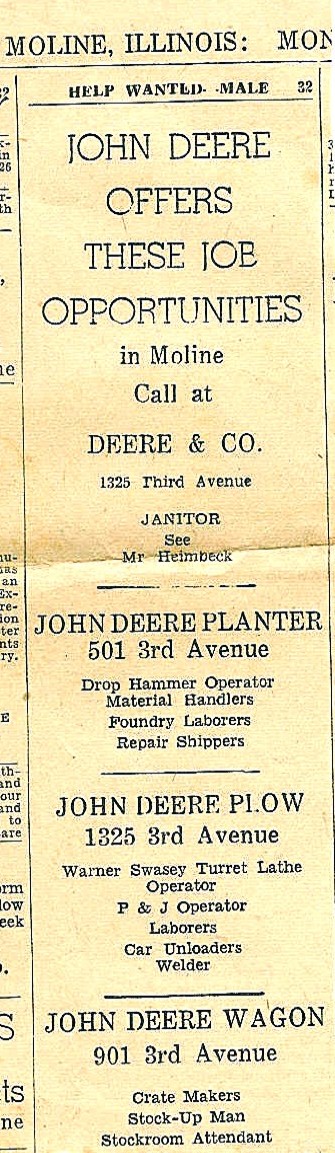 MOLINE, ILLINOIS: MON
HELP WANTED- -MALE 32
JOHN DEERE
OFFERS
THESE JOB
OPPORTUNITIES
in Moline
Call at
DEERE & CO.
1325 Third Avenue
JANITOR
See
Mr Heimbeck
JOHN DEERE PLANTER
501 3rd Avenue
Drop Hammer Operator
Material Handlers
Foundry Laborers
Repair Shippers
JOHN DEERE PLOW
1325 3rd Avenue
Warner Swasey Turret Lathe
Operator
P & J Operator
Laborers
Car Unloaders
Welder
JOHN DEERE WAGON
901 3rd Avenue
Crate Makers
Stock-Up Man
Stockroom Attendant